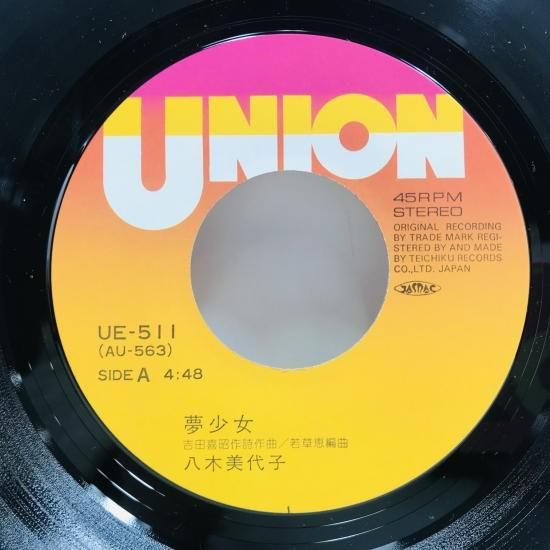 UNION
45RPM
STEREO
ORIGINAL RECORDING
BY TRADE MARK REGI-
STERED BY AND MADE
BY TEICHIKU RECORDS
CO.,LTD. JAPAN
JASRAC
UE-511
(AU-563)
SIDE A 4:48
夢少女
吉田喜昭作詩作曲／若草恵編曲
八木美代子